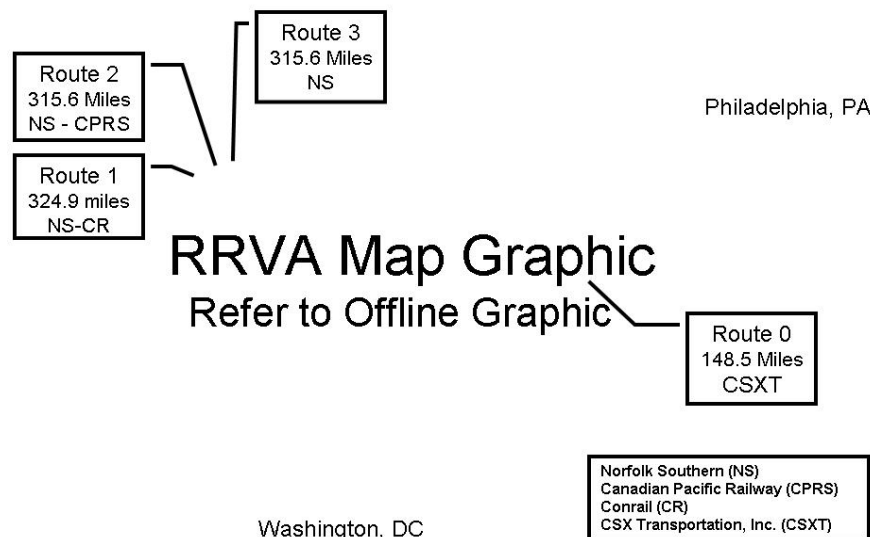 Route 3
315.6 Miles
NS
Route 2
315.6 Miles
NS - CPRS
Philadelphia, PA
Route 1
324.9 miles
NS-CR
RRVA Map Graphic
Refer to Offline Graphic
Route 0
148.5 Miles
CSXT
Norfolk Southern (NS)
Canadian Pacific Railway (CPRS)
Conrail (CR)
CSX Transportation, Inc. (CSXT)
Washington, DC